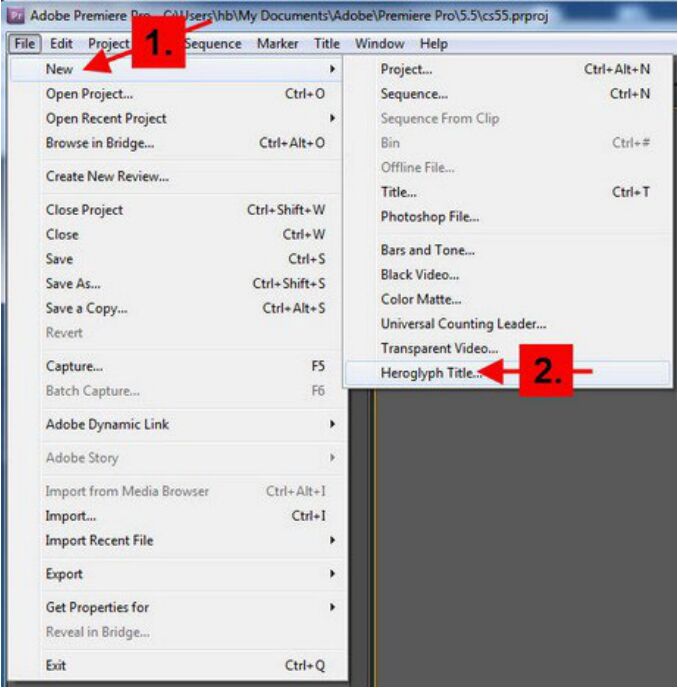 Pr Adobe Premiere Pro - C:\Users\hb\My Documents\Adobe\Premiere Pro\5.5\cs55.prproj
File Edit Project Sequence Marker Title Window Help
1.
New
Open Project... Ctrl+O
Open Recent Project
Browse in Bridge... Ctrl+Alt+O
Create New Review...
Close Project Ctrl+Shift+W
Close Ctrl+W
Save Ctrl+S
Save As... Ctrl+Shift+S
Save a Copy... Ctrl+Alt+S
Revert
Capture... F5
Batch Capture... F6
Adobe Dynamic Link
Adobe Story
Import from Media Browser Ctrl+Alt+I
Import... Ctrl+I
Import Recent File
Export
Get Properties for
Reveal in Bridge...
Exit Ctrl+Q
Project... Ctrl+Alt+N
Sequence... Ctrl+N
Sequence From Clip
Bin Ctrl+#
Offline File...
Title... Ctrl+T
Photoshop File...
Bars and Tone...
Black Video...
Color Matte...
Universal Counting Leader...
Transparent Video...
Heroglyph Title...
2.